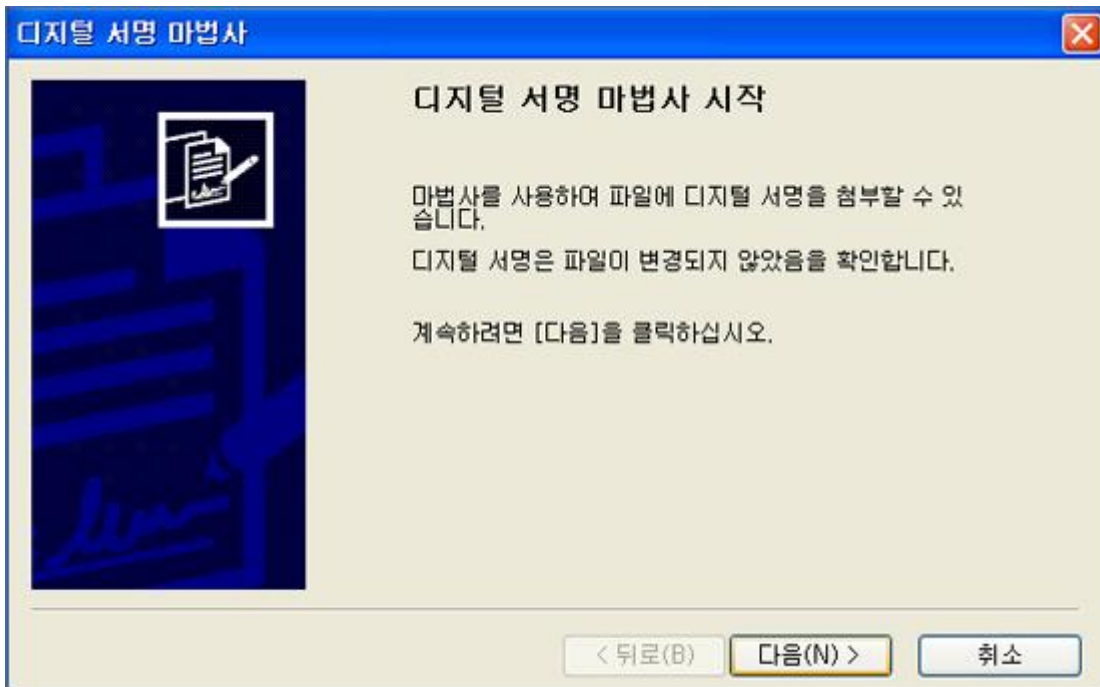 디지털 서명 마법사
디지털 서명 마법사 시작
마법사를 사용하여 파일에 디지털 서명을 첨부할 수 있
습니다.
디지털 서명은 파일이 변경되지 않았음을 확인합니다.
계속하려면 [다음]을 클릭하십시오.
< 뒤로(B) 다음(N) > 취소